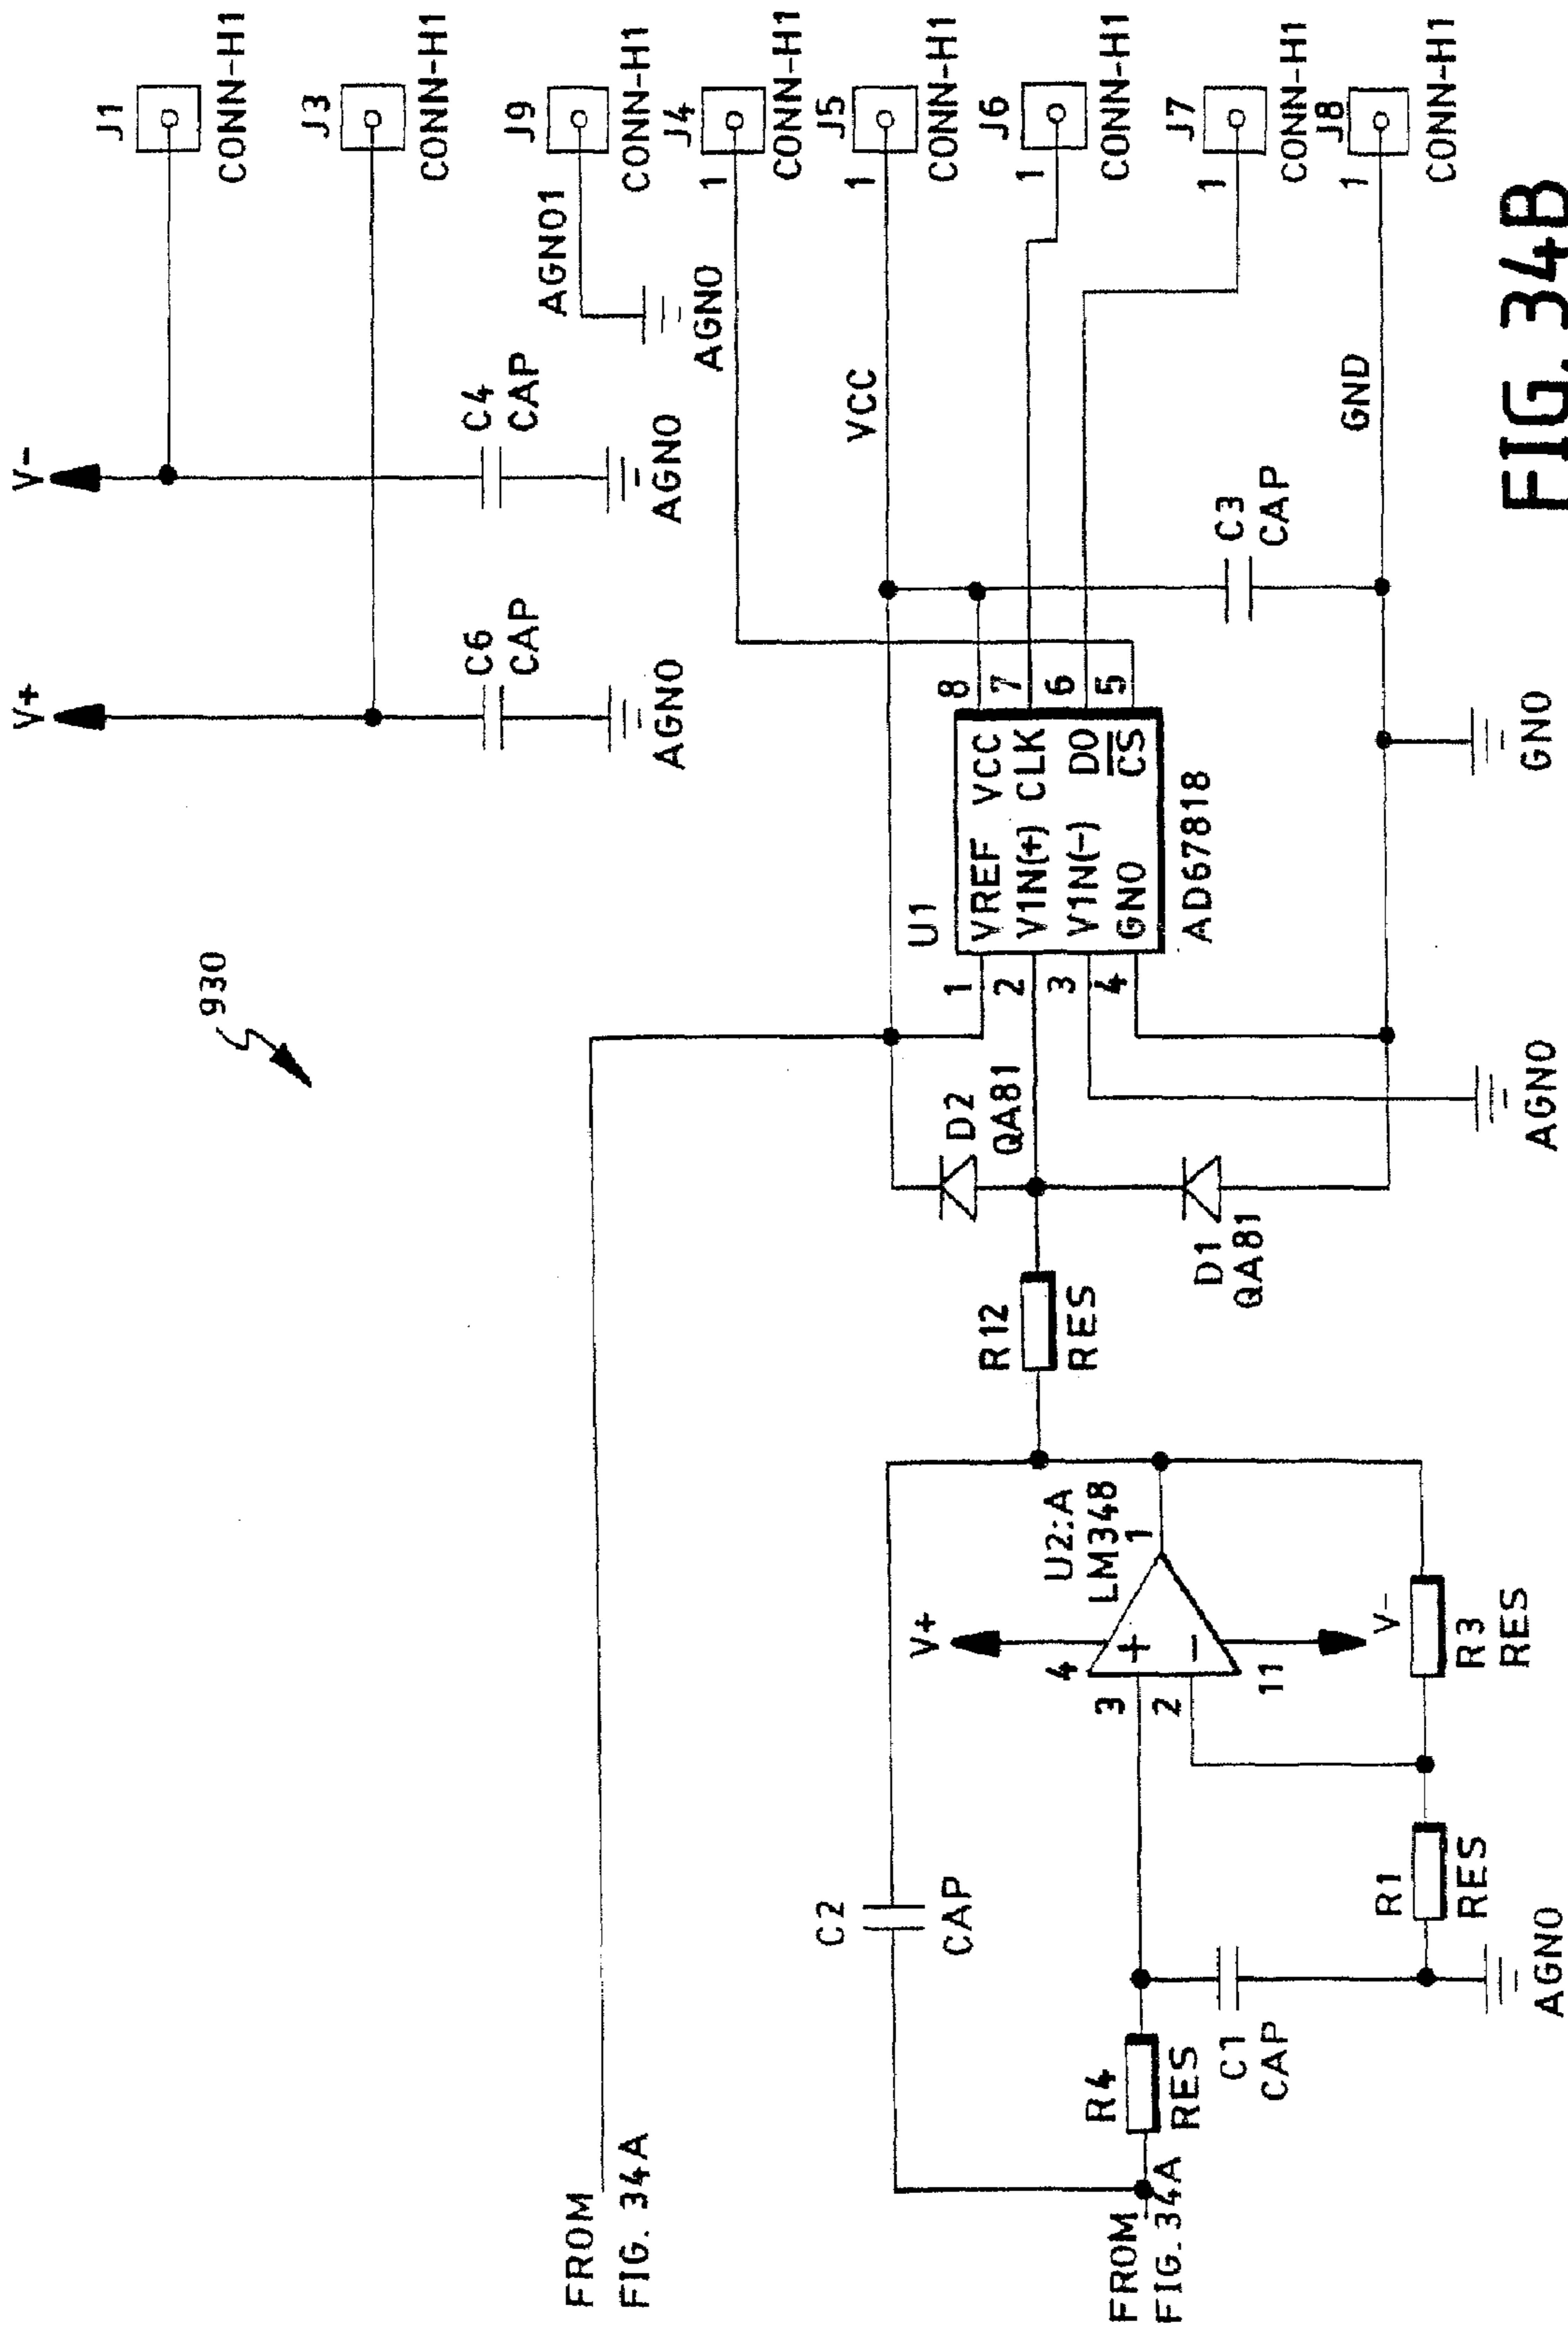 V+
V-
J1
CONN-H1
J3
CONN-H1
C6
CAP
AGNO
C4
CAP
AGNO
930
AGNO1
J9
CONN-H1
AGNO
FROM
FIG. 34A
1
J4
CONN-H1
VCC
1
J5
CONN-H1
1
J6
CONN-H1
1
J7
CONN-H1
GND
1
J8
CONN-H1
C2
CAP
V+
U2:A
LM348
4
3
+
2
-
1
11
V-
FROM
FIG. 34A
R4
RES
C1
CAP
R1
RES
AGNO
R3
RES
R12
RES
D2
QA81
D1
QA81
U1
1
2
3
4
VREF VCC
V1N(+) CLK
V1N(-) DO
GNO CS
8
7
6
5
AD67818
C3
CAP
AGNO
GNO
FIG. 34B